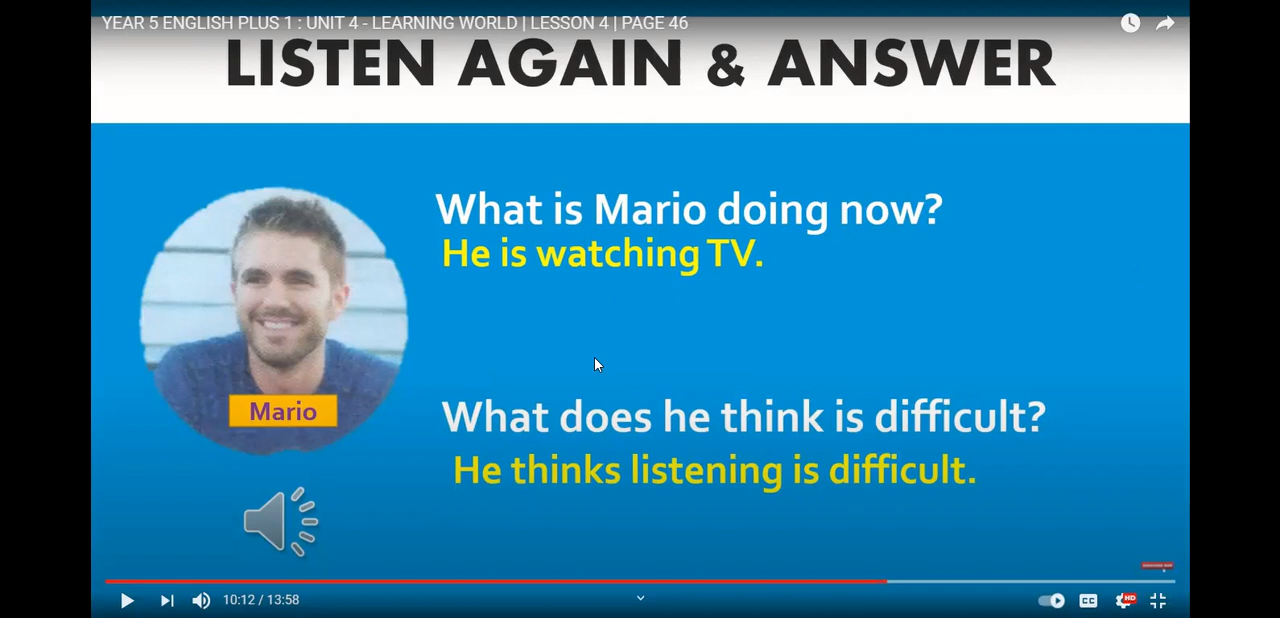 YEAR 5 ENGLISH PLUS 1 : UNIT 4 - LEARNING WORLD | LESSON 4 | PAGE 46
LISTEN AGAIN & ANSWER
What is Mario doing now?
He is watching TV.
Mario
What does he think is difficult?
He thinks listening is difficult.
10:12 / 13:58
CC
HD